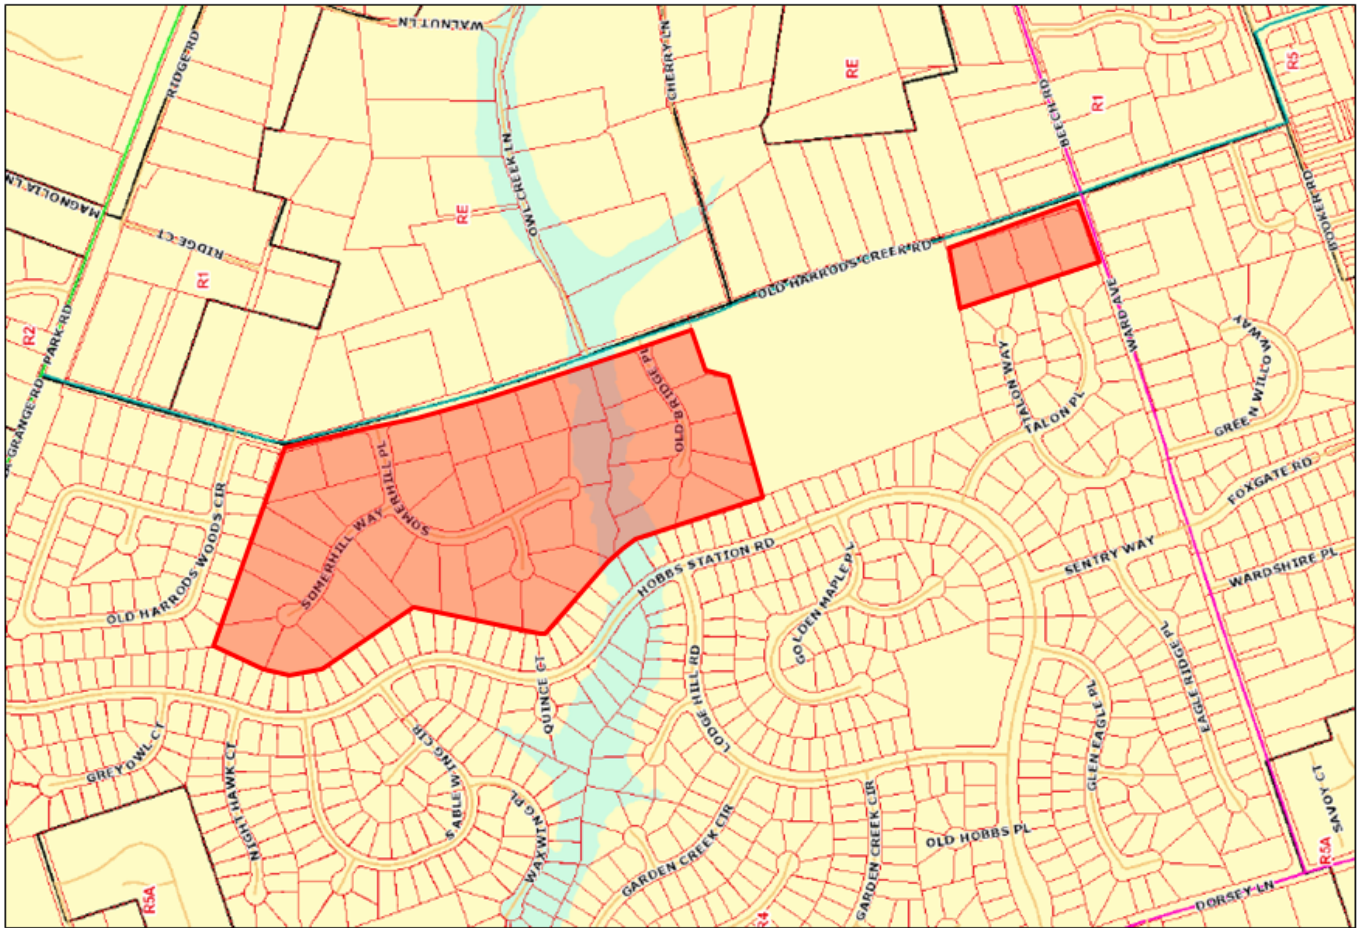 WALNUT LN
RIDGE RD
CHERRY LN
RE
BEECH RD
R1
R5
OWL CREEK LN
MAGNOLIA LN
RIDGE CT
RE
BOOKER RD
R1
OLD HARRODS CREEK RD
WARD AVE
R2
PARK RD
GRANGE RD
OLD BRIDGE PL
TALON WAY
TALON PL
GREEN WILLOW WAY
SOMERHILL PL
SOMERHILL WAY
OLD HARRODS WOODS CIR
FOXGATE RD
HOBBS STATION RD
SENTRY WAY
WARDSHIRE PL
GOLDEN MAPLE PL
QUINCE CT
LODGE HILL RD
EAGLE RIDGE PL
GLEN EAGLE PL
GREY OWL CT
NIGHT HAWK CT
SABLE WING CIR
WAXWING PL
GARDEN CREEK CIR
GARDEN CREEK CIR
OLD HOBBS PL
SAVOY CT
R5A
R5A
R4
DORSEY LN